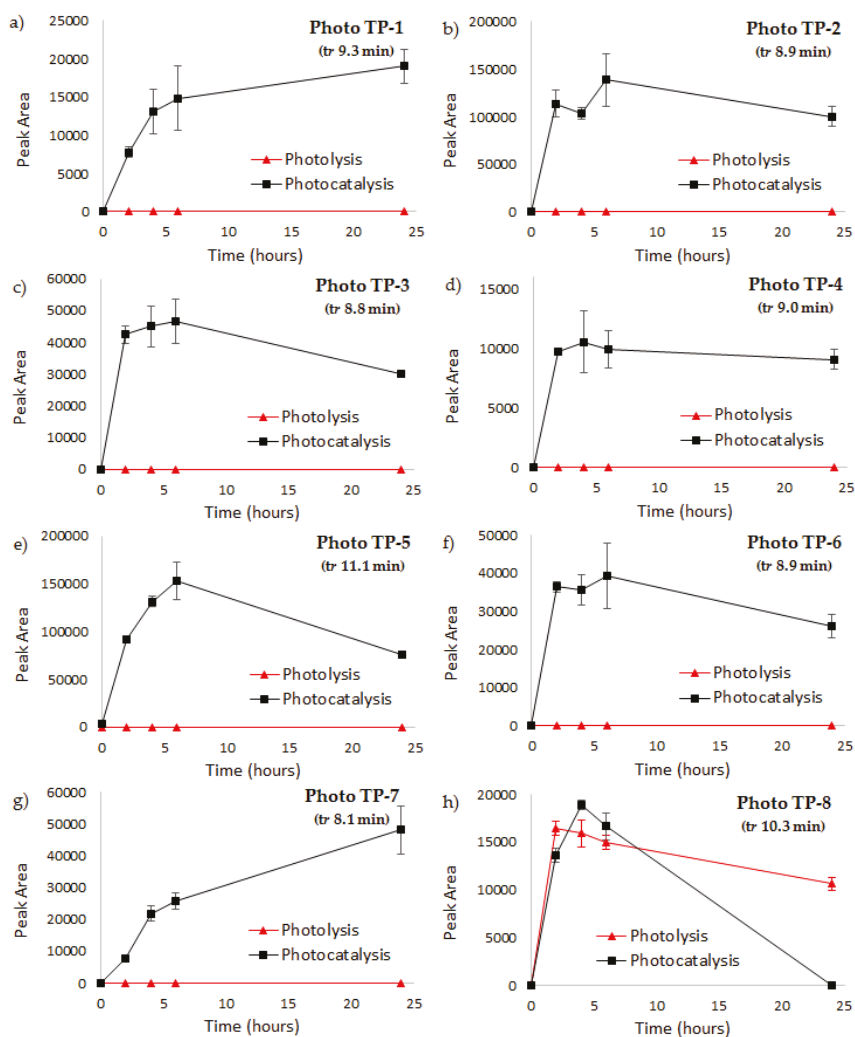 a)
Photo TP-1
(tr 9.3 min)
25000
20000
15000
10000
5000
0
Peak Area
Photolysis
Photocatalysis
0 5 10 15 20 25
Time (hours)
b)
Photo TP-2
(tr 8.9 min)
200000
150000
100000
50000
0
Peak Area
Photolysis
Photocatalysis
0 5 10 15 20 25
Time (hours)
c)
Photo TP-3
(tr 8.8 min)
60000
50000
40000
30000
20000
10000
0
Peak Area
Photolysis
Photocatalysis
0 5 10 15 20 25
Time (hours)
d)
Photo TP-4
(tr 9.0 min)
15000
10000
5000
0
Peak Area
Photolysis
Photocatalysis
0 5 10 15 20 25
Time (hours)
e)
Photo TP-5
(tr 11.1 min)
200000
150000
100000
50000
0
Peak Area
Photolysis
Photocatalysis
0 5 10 15 20 25
Time (hours)
f)
Photo TP-6
(tr 8.9 min)
50000
40000
30000
20000
10000
0
Peak Area
Photolysis
Photocatalysis
0 5 10 15 20 25
Time (hours)
g)
Photo TP-7
(tr 8.1 min)
60000
50000
40000
30000
20000
10000
0
Peak Area
Photolysis
Photocatalysis
0 5 10 15 20 25
Time (hours)
h)
Photo TP-8
(tr 10.3 min)
20000
15000
10000
5000
0
Peak Area
Photolysis
Photocatalysis
0 5 10 15 20 25
Time (hours)